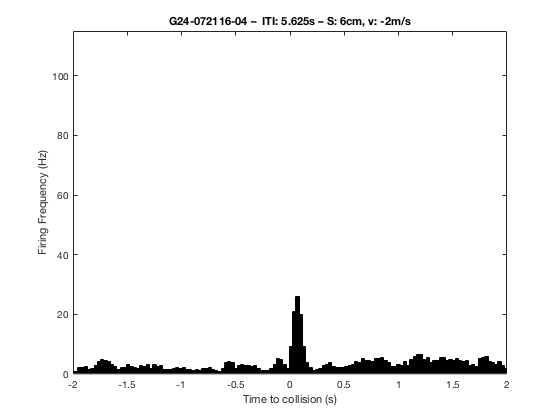 G24-072116-04 − ITI: 5.625s − S: 6cm, v: -2m/s
100
80
60
40
20
0
Firing Frequency (Hz)
-2 -1.5 -1 -0.5 0 0.5 1 1.5 2
Time to collision (s)